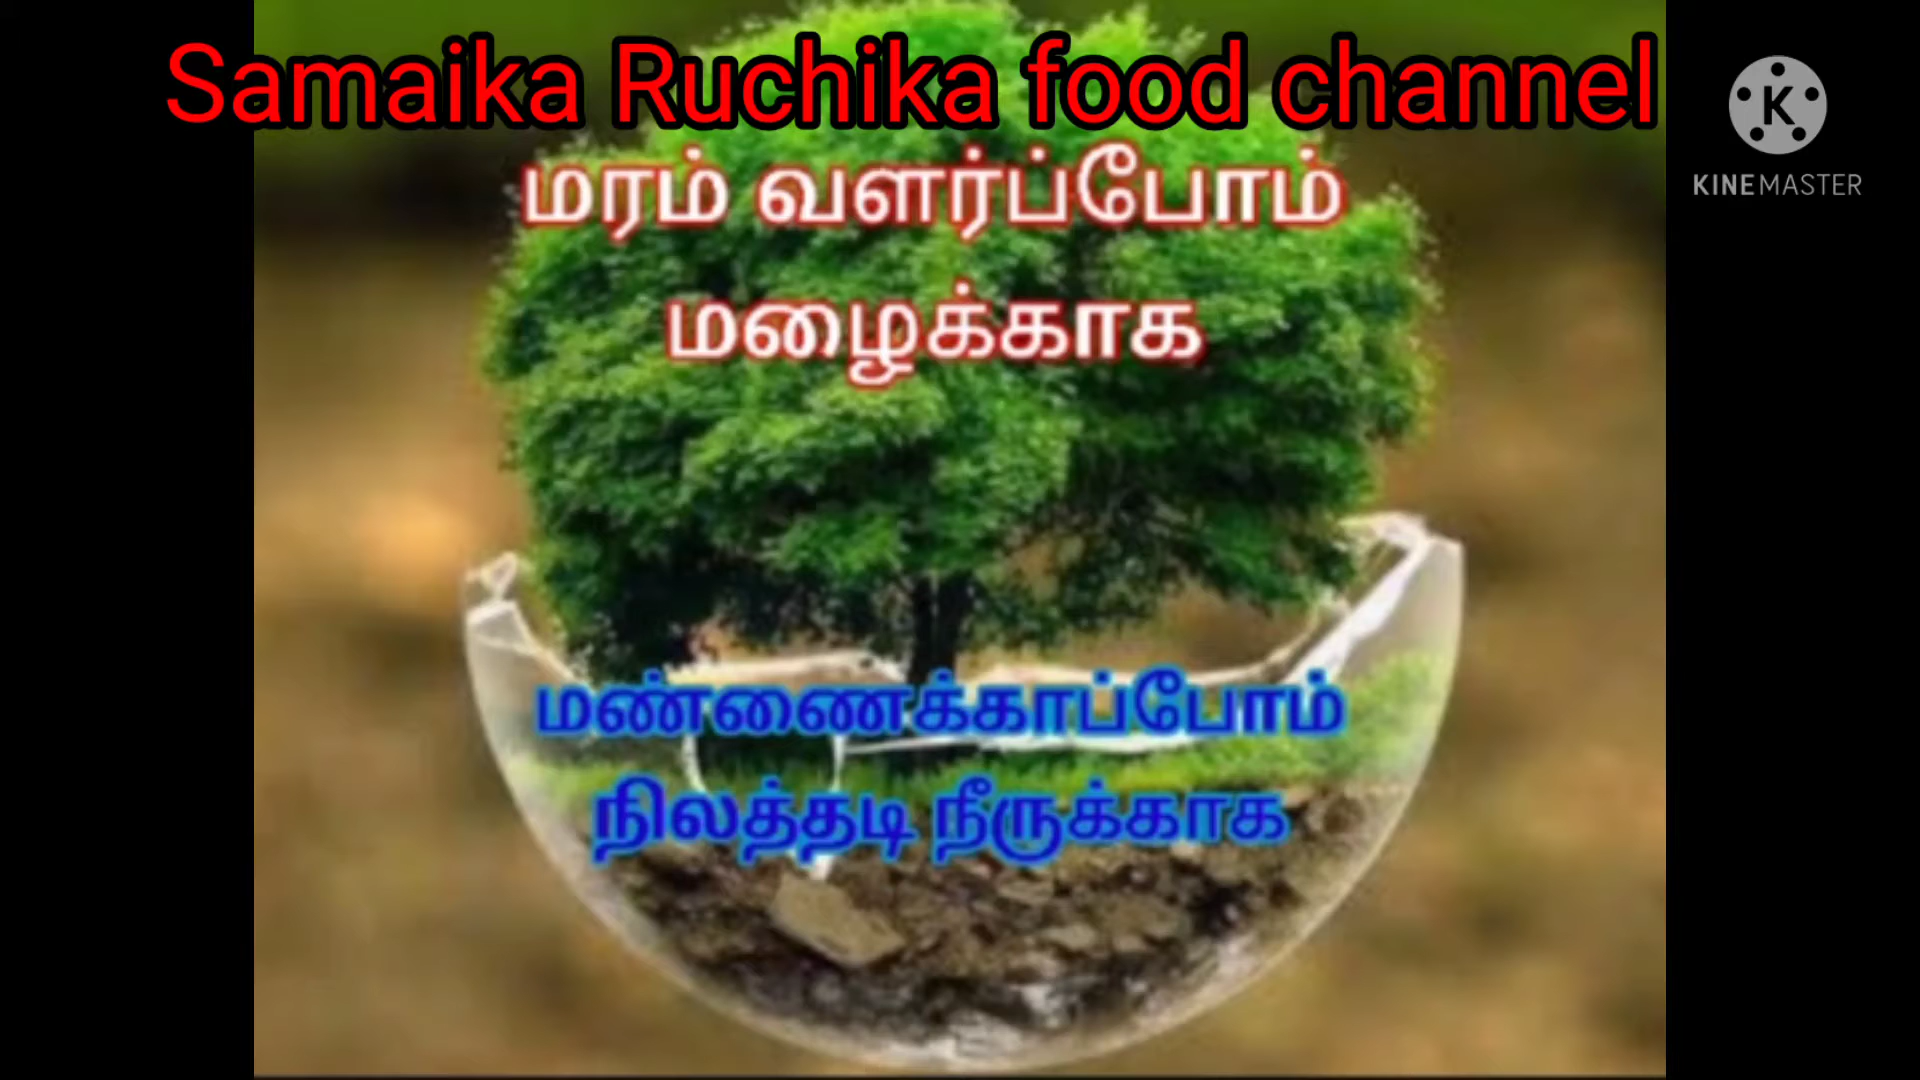 Samaika Ruchika food channel
K
KINEMASTER
மரம் வளர்ப்போம்
மழைக்காக
மண்ணைக்காப்போம்
நிலத்தடி நீருக்காக